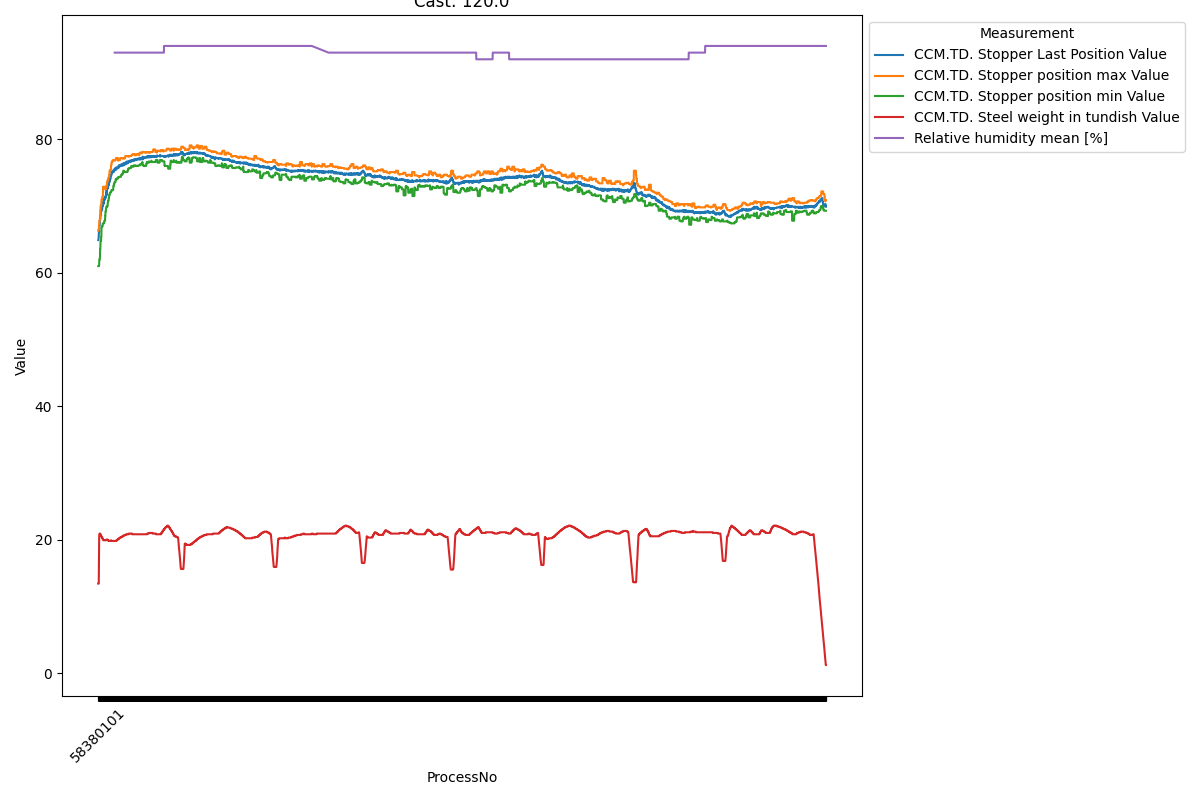 Cast: 120.0
Measurement
CCM.TD. Stopper Last Position Value
CCM.TD. Stopper position max Value
CCM.TD. Stopper position min Value
CCM.TD. Steel weight in tundish Value
Relative humidity mean [%]
Value
80
60
40
20
0
58380101
ProcessNo